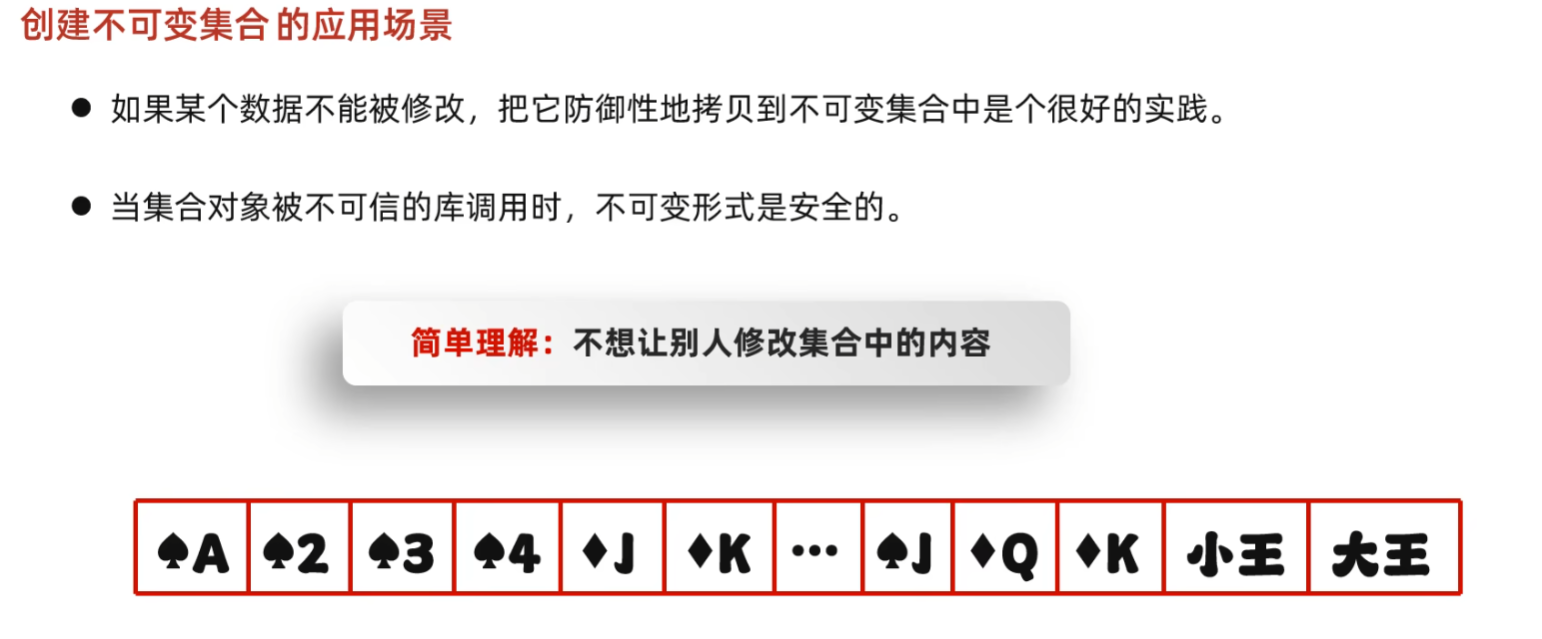 创建不可变集合的应用场景
● 如果某个数据不能被修改，把它防御性地拷贝到不可变集合中是个很好的实践。
● 当集合对象被不可信的库调用时，不可变形式是安全的。
简单理解：不想让别人修改集合中的内容
♠A ♠2 ♠3 ♠4 ♦J ♦K ··· ♠J ♦Q ♦K 小王 大王